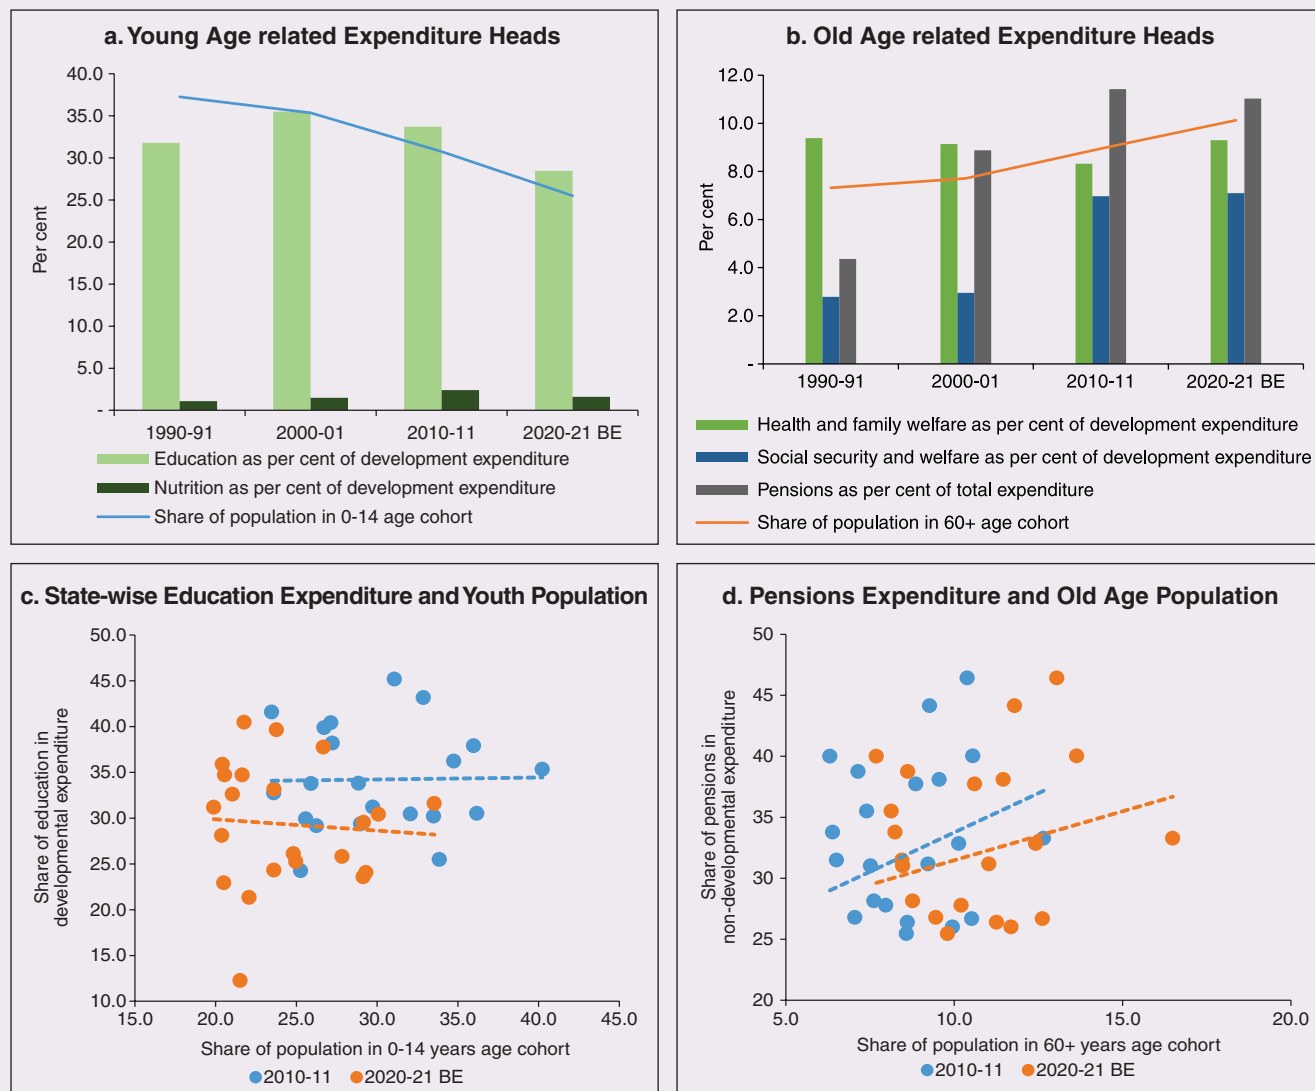 a. Young Age related Expenditure Heads
Per cent
40.0
35.0
30.0
25.0
20.0
15.0
10.0
5.0
-
1990-91 2000-01 2010-11 2020-21 BE
Education as per cent of development expenditure
Nutrition as per cent of development expenditure
Share of population in 0-14 age cohort
b. Old Age related Expenditure Heads
Per cent
12.0
10.0
8.0
6.0
4.0
2.0
-
1990-91 2000-01 2010-11 2020-21 BE
Health and family welfare as per cent of development expenditure
Social security and welfare as per cent of development expenditure
Pensions as per cent of total expenditure
Share of population in 60+ age cohort
c. State-wise Education Expenditure and Youth Population
Share of education in
developmental expenditure
50.0
45.0
40.0
35.0
30.0
25.0
20.0
15.0
10.0
15.0 20.0 25.0 30.0 35.0 40.0 45.0
Share of population in 0-14 years age cohort
2010-11 2020-21 BE
d. Pensions Expenditure and Old Age Population
Share of pensions in
non-developmental expenditure
50
45
40
35
30
25
20
5.0 10.0 15.0 20.0
Share of population in 60+ years age cohort
2010-11 2020-21 BE